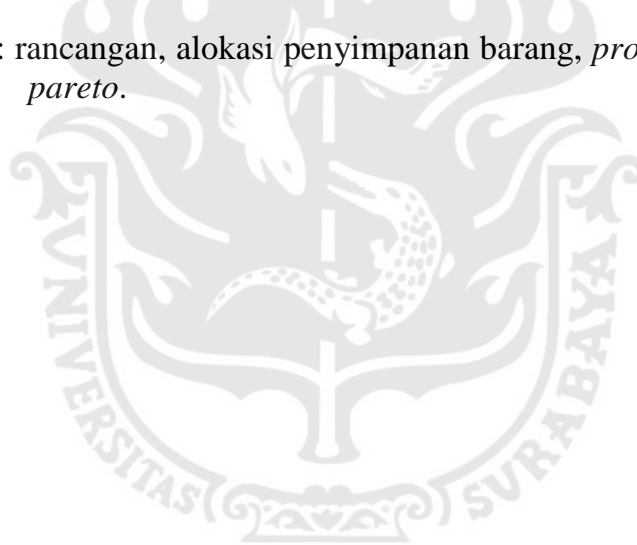 : rancangan, alokasi penyimpanan barang, pro
pareto.
UNIVERSITAS SURABAYA